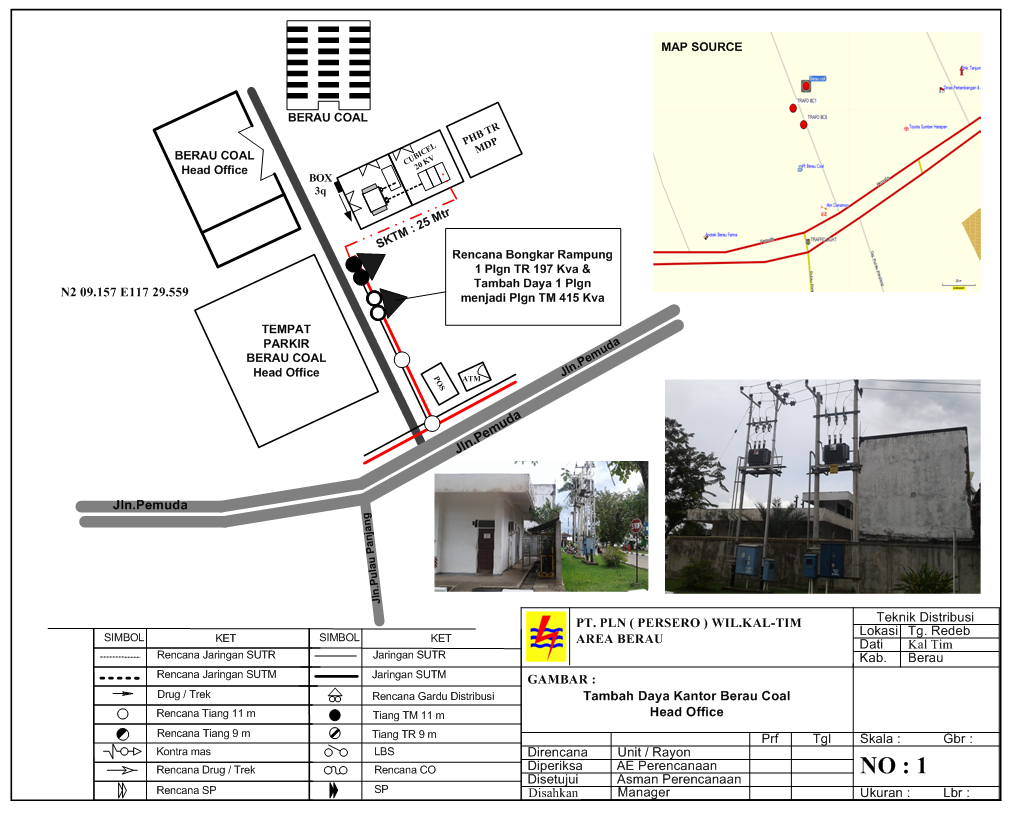 BERAU COAL
BERAU COAL
Head Office
BOX
3q
CUBICEL
20 KV
PHB TR
MDP
SKTM : 25 Mtr
Rencana Bongkar Rampung
1 Plgn TR 197 Kva &
Tambah Daya 1 Plgn
menjadi Plgn TM 415 Kva
N2 09.157 E117 29.559
TEMPAT
PARKIR
BERAU COAL
Head Office
POS
ATM
Jln.Pemuda
Jln.Pemuda
Jln.Pemuda
Jln.Pulau Panjang
MAP SOURCE
TRAFO BC1
TRAFO BC6
Toyota Sumber Harapan
Apotek Berau Farma
STOP
SIMBOL KET SIMBOL KET
Rencana Jaringan SUTR Jaringan SUTR
Rencana Jaringan SUTM Jaringan SUTM
Drug / Trek Rencana Gardu Distribusi
Rencana Tiang 11 m Tiang TM 11 m
Rencana Tiang 9 m Tiang TR 9 m
Kontra mas LBS
Rencana Drug / Trek Rencana CO
Rencana SP SP
PT. PLN ( PERSERO ) WIL.KAL-TIM
AREA BERAU
Teknik Distribusi
Lokasi Tg. Redeb
Dati Kal Tim
Kab. Berau
GAMBAR :
Tambah Daya Kantor Berau Coal
Head Office
Prf Tgl
Direncana Unit / Rayon
Diperiksa AE Perencanaan
Disetujui Asman Perencanaan
Disahkan Manager
Skala : Gbr :
NO : 1
Ukuran : Lbr :